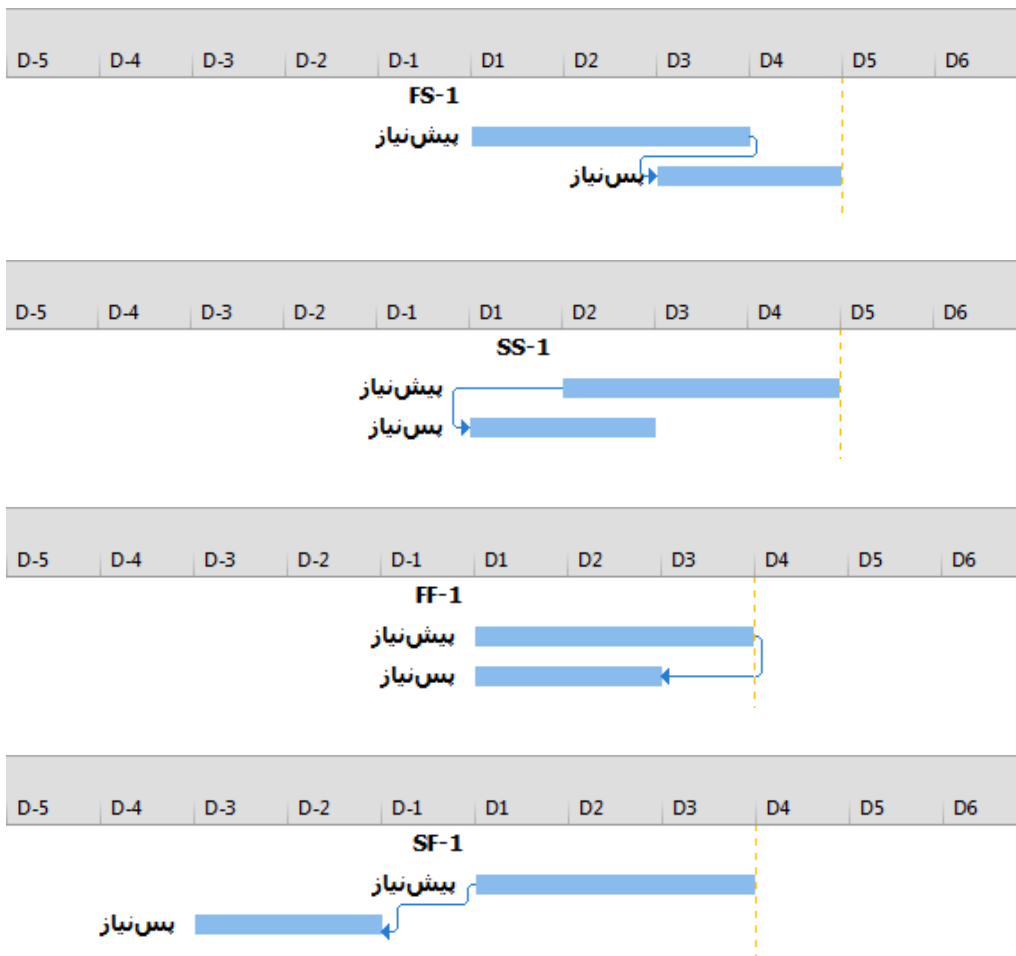 D-5 D-4 D-3 D-2 D-1 D1 D2 D3 D4 D5 D6
FS-1
پیش‌نیاز
پس‌نیاز
D-5 D-4 D-3 D-2 D-1 D1 D2 D3 D4 D5 D6
SS-1
پیش‌نیاز
پس‌نیاز
D-5 D-4 D-3 D-2 D-1 D1 D2 D3 D4 D5 D6
FF-1
پیش‌نیاز
پس‌نیاز
D-5 D-4 D-3 D-2 D-1 D1 D2 D3 D4 D5 D6
SF-1
پیش‌نیاز
پس‌نیاز